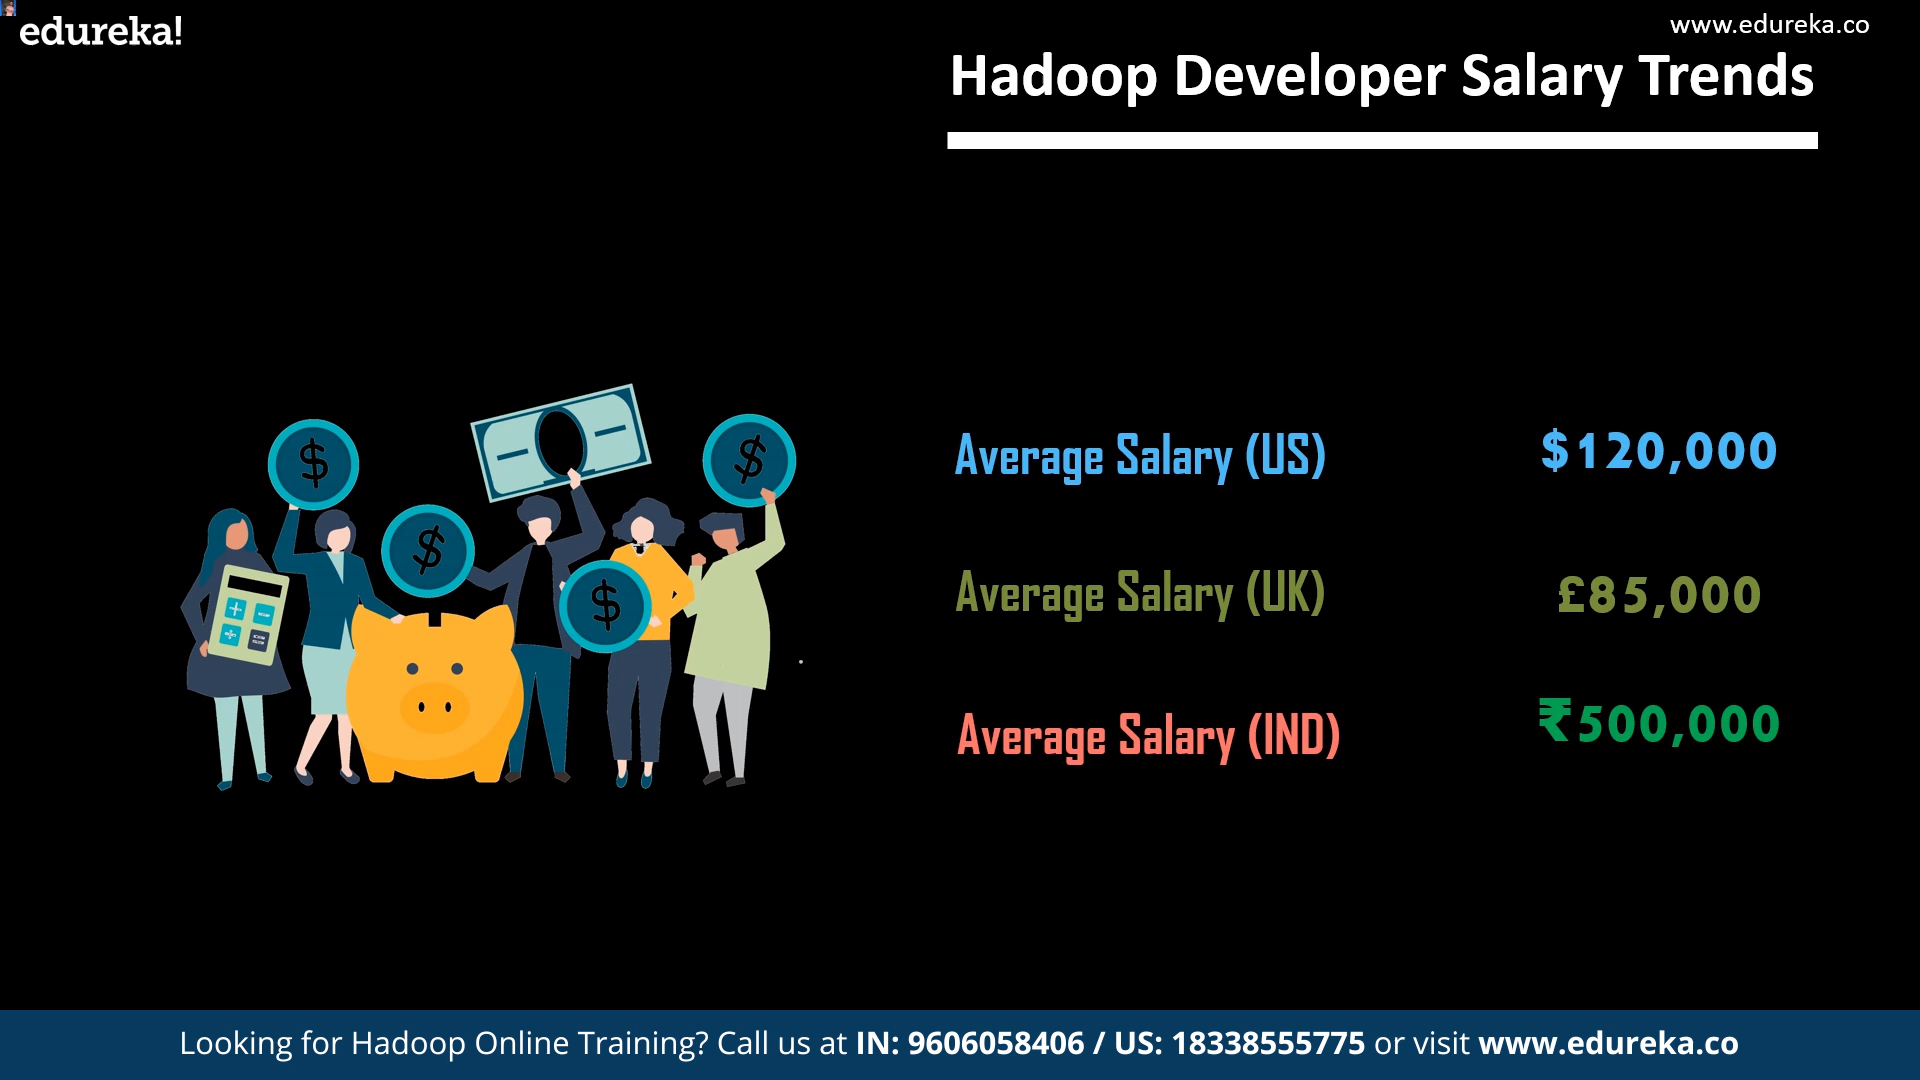 edureka!
www.edureka.co
Hadoop Developer Salary Trends
Average Salary (US) $120,000
Average Salary (UK) £85,000
Average Salary (IND) ₹500,000
Looking for Hadoop Online Training? Call us at IN: 9606058406 / US: 18338555775 or visit www.edureka.co